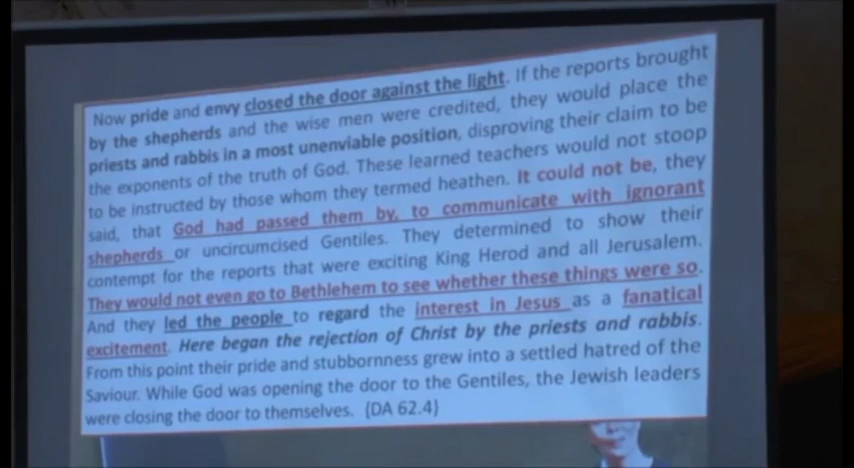 Now pride and envy closed the door against the light. If the reports brought
by the shepherds and the wise men were credited, they would place the
priests and rabbis in a most unenviable position, disproving their claim to be
the exponents of the truth of God. These learned teachers would not stoop
to be instructed by those whom they termed heathen. It could not be, they
said, that God had passed them by, to communicate with ignorant
shepherds or uncircumcised Gentiles. They determined to show their
contempt for the reports that were exciting King Herod and all Jerusalem.
They would not even go to Bethlehem to see whether these things were so.
And they led the people to regard the interest in Jesus as a fanatical
excitement. Here began the rejection of Christ by the priests and rabbis.
From this point their pride and stubbornness grew into a settled hatred of the
Saviour. While God was opening the door to the Gentiles, the Jewish leaders
were closing the door to themselves. {DA 62.4}